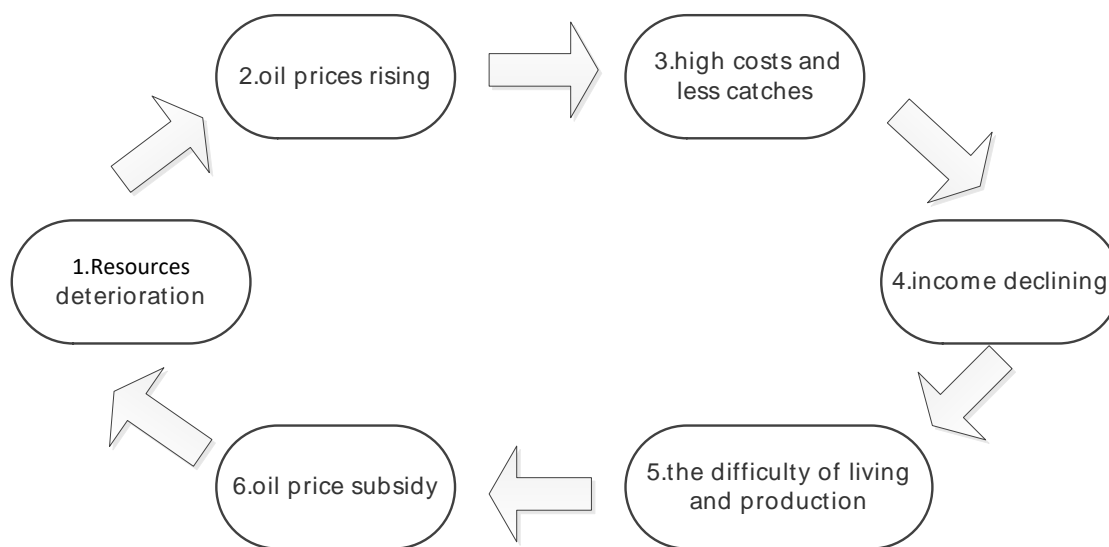 1.Resources
deterioration
2.oil prices rising
3.high costs and
less catches
4.income declining
5.the difficulty of living
and production
6.oil price subsidy